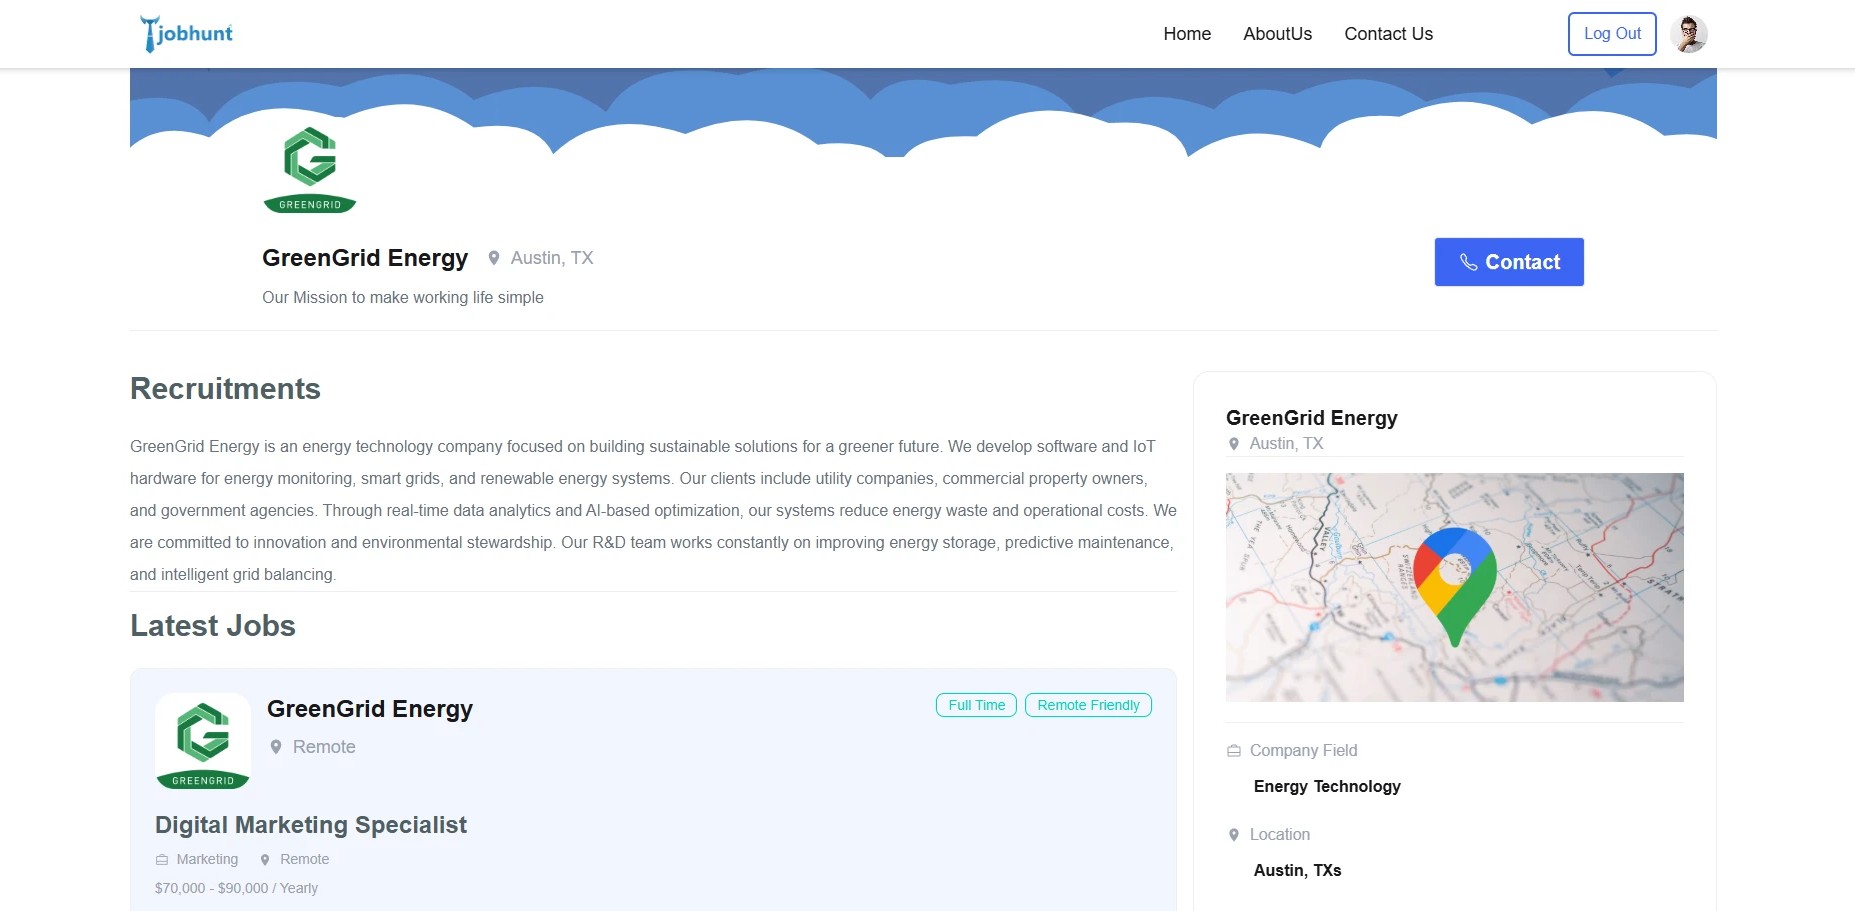 jobhunt
Home AboutUs Contact Us Log Out
GREENGRID
GreenGrid Energy Austin, TX
Contact
Our Mission to make working life simple
Recruitments
GreenGrid Energy is an energy technology company focused on building sustainable solutions for a greener future. We develop software and IoT
hardware for energy monitoring, smart grids, and renewable energy systems. Our clients include utility companies, commercial property owners,
and government agencies. Through real-time data analytics and AI-based optimization, our systems reduce energy waste and operational costs. We
are committed to innovation and environmental stewardship. Our R&D team works constantly on improving energy storage, predictive maintenance,
and intelligent grid balancing.
Latest Jobs
GREENGRID
GreenGrid Energy
Full Time Remote Friendly
Remote
Digital Marketing Specialist
Marketing Remote
$70,000 - $90,000 / Yearly
GreenGrid Energy
Austin, TX
VALLEY
SWITZERLAND
RANGES
Company Field
Energy Technology
Location
Austin, TXs